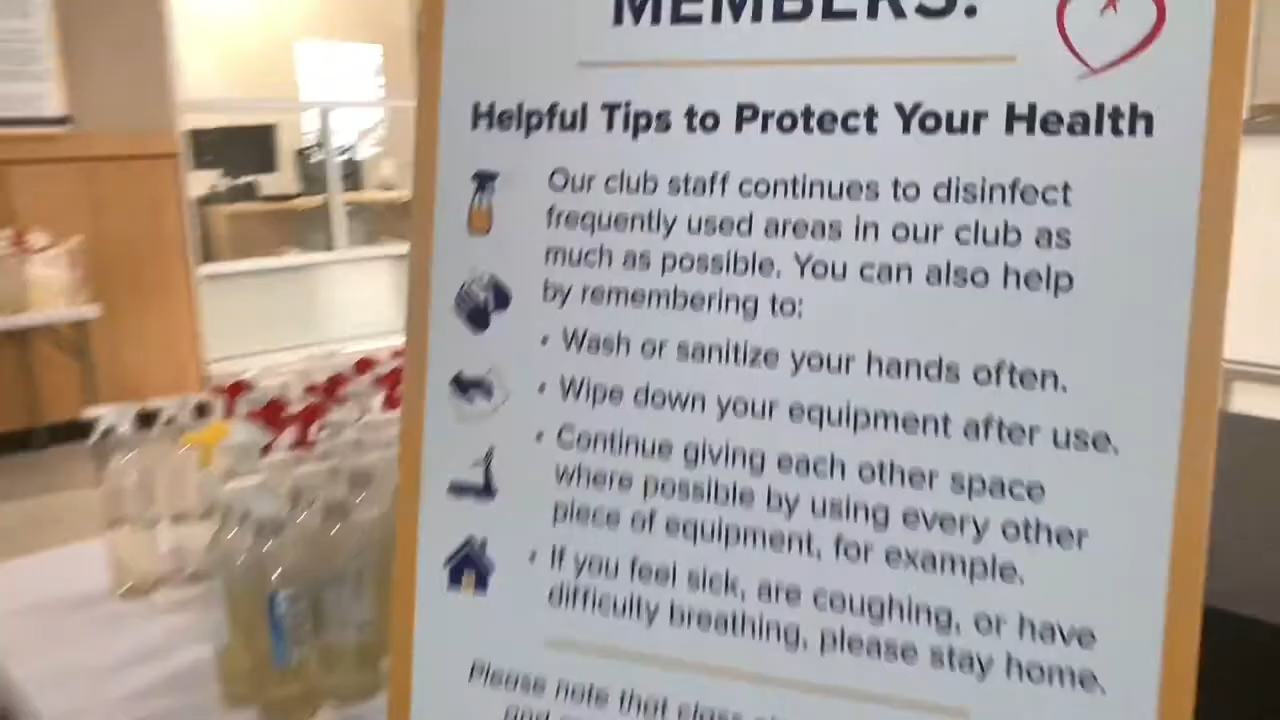 MEMBERS:
Helpful Tips to Protect Your Health
Our club staff continues to disinfect
frequently used areas in our club as
much as possible. You can also help
by remembering to:
• Wash or sanitize your hands often.
• Wipe down your equipment after use.
• Continue giving each other space
where possible by using every other
piece of equipment, for example.
• If you feel sick, are coughing, or have
difficulty breathing, please stay home.
Please note that class
and